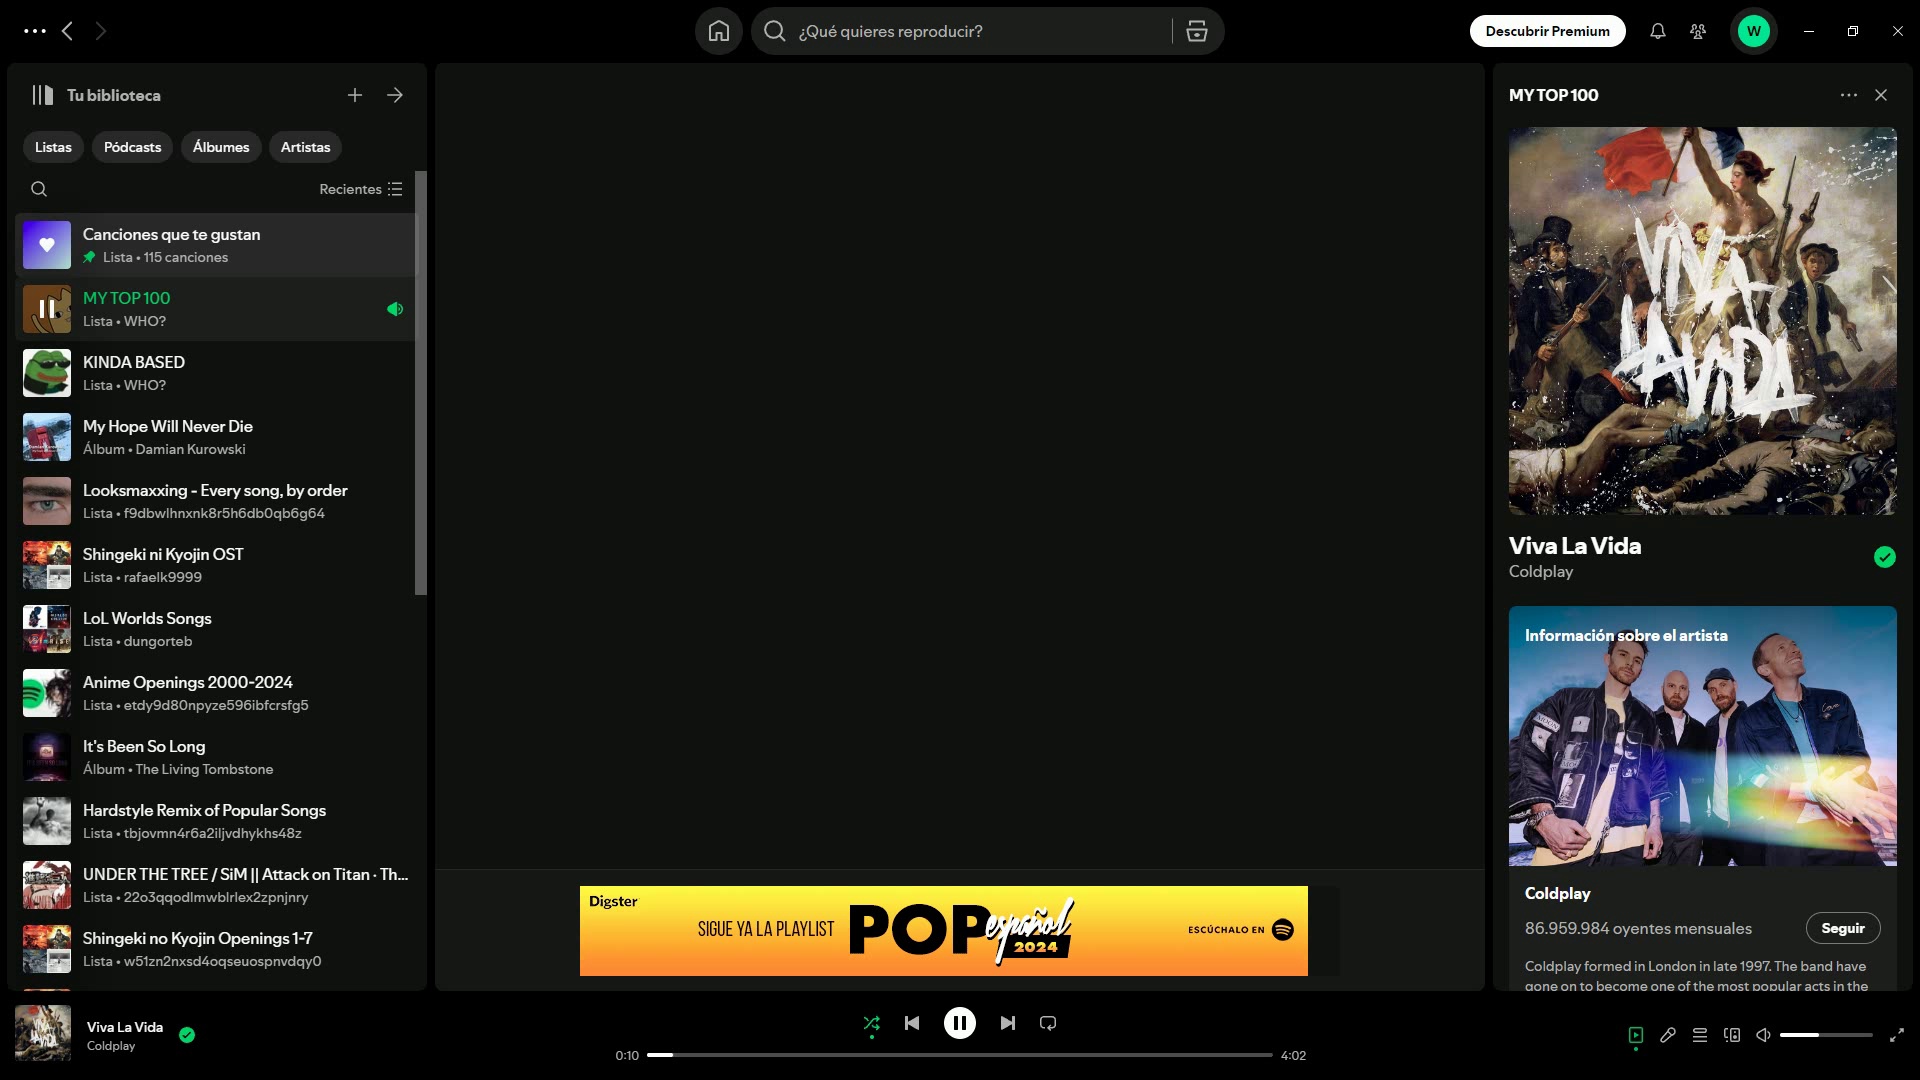 ¿Qué quieres reproducir?
Descubrir Premium
W
Tu biblioteca
Listas
Pódcasts
Álbumes
Artistas
Recientes
Canciones que te gustan
Lista • 115 canciones
MY TOP 100
Lista • WHO?
KINDA BASED
Lista • WHO?
My Hope Will Never Die
Álbum • Damian Kurowski
Looksmaxxing - Every song, by order
Lista • f9dbwlhnxnk8r5h6db0qb6g64
Shingeki ni Kyojin OST
Lista • rafaelk9999
LoL Worlds Songs
Lista • dungorteb
Anime Openings 2000-2024
Lista • etdy9d80npyze596ibfcrsfg5
It's Been So Long
Álbum • The Living Tombstone
Hardstyle Remix of Popular Songs
Lista • tbjovmn4r6a2iljvdhykhs48z
UNDER THE TREE / SiM || Attack on Titan · Th...
Lista • 22o3qqodlmwblrlex2zpnjnry
Shingeki no Kyojin Openings 1-7
Lista • w51zn2nxsd4oqseuospnvdqy0
Digster
SIGUE YA LA PLAYLIST
POP español
2024
ESCÚCHALO EN
MY TOP 100
VIVA
LA VIDA
Viva La Vida
Coldplay
Información sobre el artista
Coldplay
86.959.984 oyentes mensuales
Seguir
Coldplay formed in London in late 1997. The band have
gone on to become one of the most popular acts in the
Viva La Vida
Coldplay
0:10
4:02